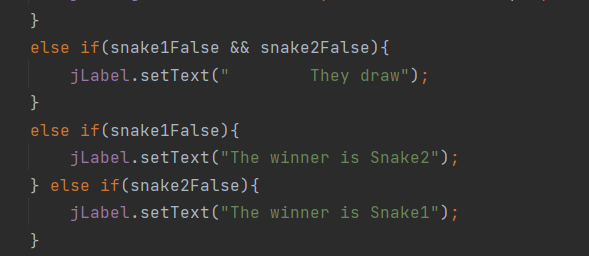 }
else if(snake1False && snake2False){
    jLabel.setText("        They draw");
}
else if(snake1False){
    jLabel.setText("The winner is Snake2");
} else if(snake2False){
    jLabel.setText("The winner is Snake1");
}